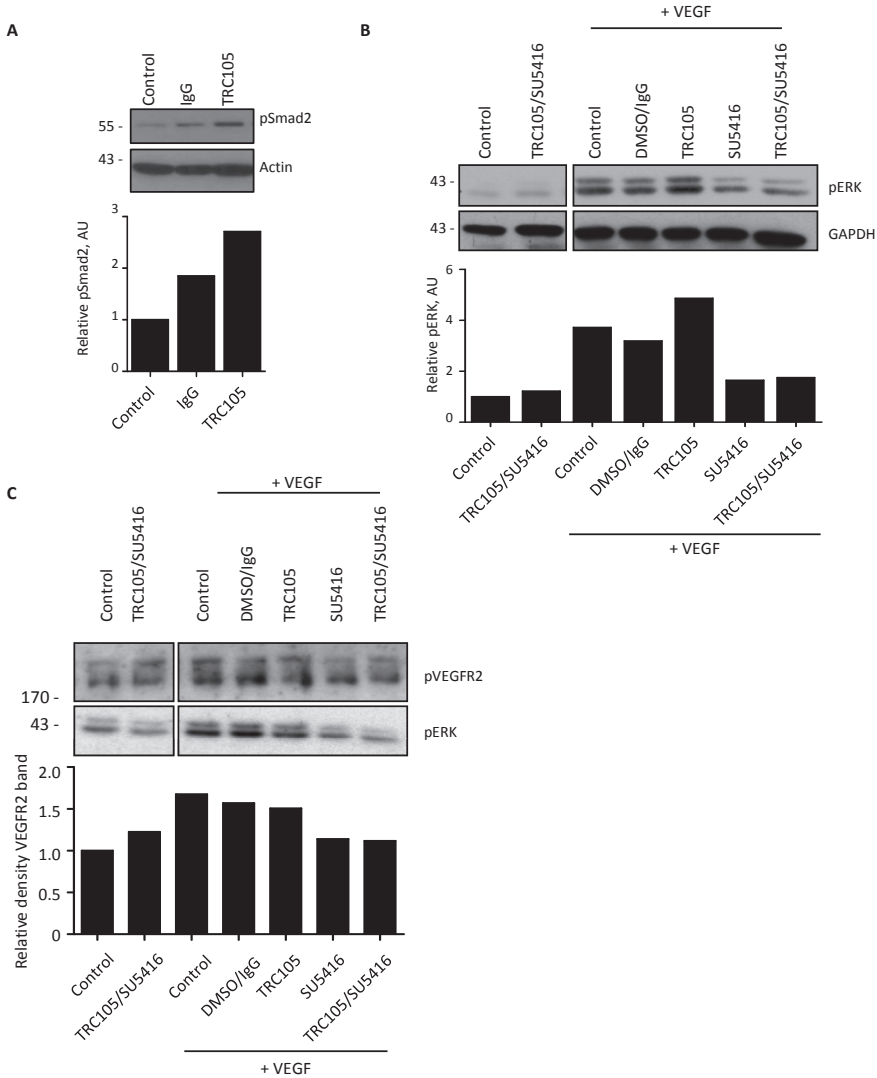 A
Control
IgG
TRC105
55 -
pSmad2
43 -
Actin
Relative pSmad2, AU
3
2
1
0
Control
IgG
TRC105
B
+ VEGF
Control
TRC105/SU5416
Control
DMSO/IgG
TRC105
SU5416
TRC105/SU5416
43 -
pERK
43 -
GAPDH
Relative pERK, AU
6
4
2
0
Control
TRC105/SU5416
Control
DMSO/IgG
TRC105
SU5416
TRC105/SU5416
+ VEGF
C
+ VEGF
Control
TRC105/SU5416
Control
DMSO/IgG
TRC105
SU5416
TRC105/SU5416
pVEGFR2
170 -
43 -
pERK
Relative density VEGFR2 band
2.0
1.5
1.0
0.5
0
Control
TRC105/SU5416
Control
DMSO/IgG
TRC105
SU5416
TRC105/SU5416
+ VEGF